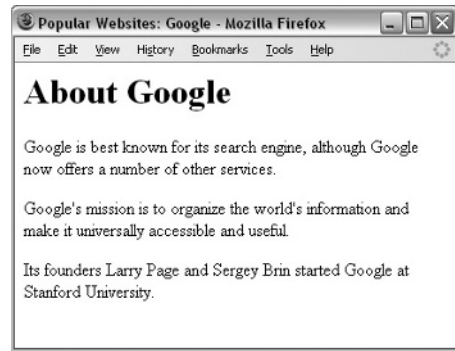 Popular Websites: Google - Mozilla Firefox
File Edit View History Bookmarks Tools Help
About Google
Google is best known for its search engine, although Google
now offers a number of other services.
Google's mission is to organize the world's information and
make it universally accessible and useful.
Its founders Larry Page and Sergey Brin started Google at
Stanford University.